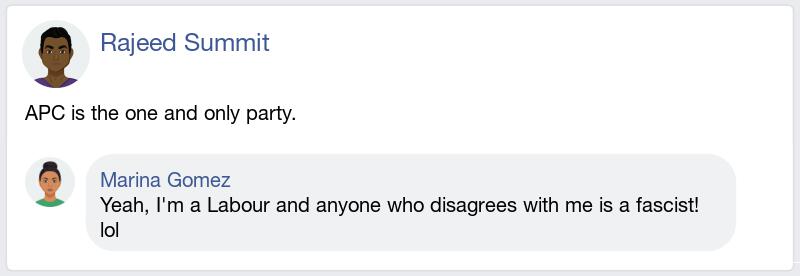 Rajeed Summit
APC is the one and only party.
Marina Gomez
Yeah, I'm a Labour and anyone who disagrees with me is a fascist!
lol